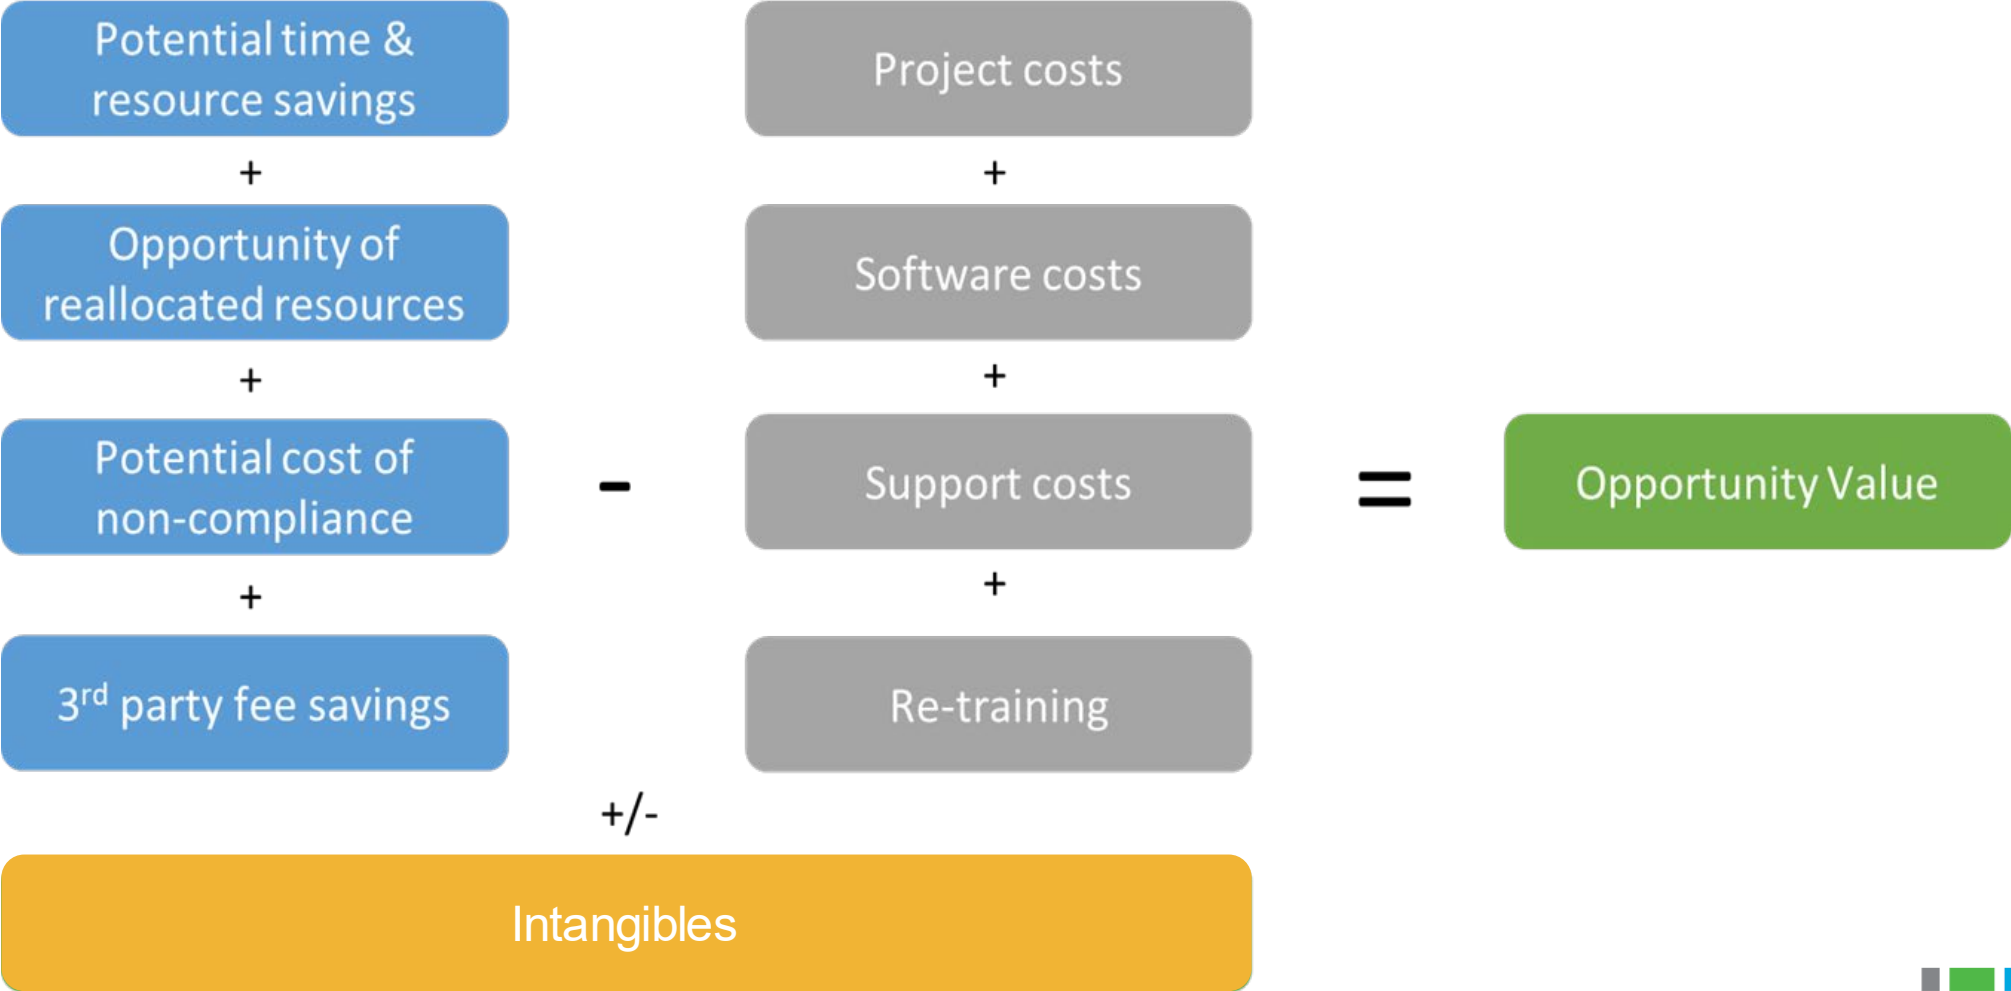 Potential time &
resource savings
+
Opportunity of
reallocated resources
+
Potential cost of
non-compliance
+
3rd party fee savings
-
Project costs
+
Software costs
+
Support costs
+
Re-training
+/-
Intangibles
=
Opportunity Value